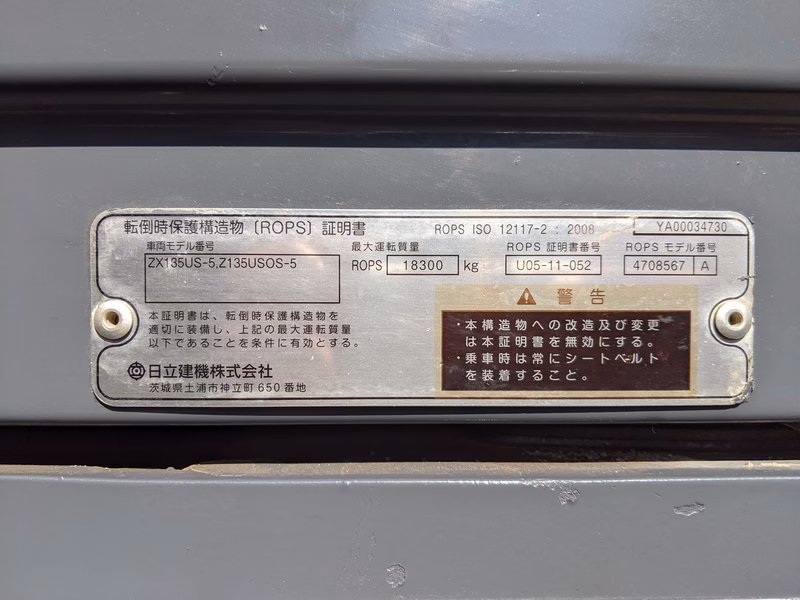 転倒時保護構造物〔ROPS〕証明書 ROPS ISO 12117-2 : 2008 YA00034730
車両モデル番号 最大運転質量 ROPS 証明書番号 ROPS モデル番号
ZX135US-5,Z135USOS-5 ROPS 18300 kg U05-11-052 4708567 A
本証明書は、転倒時保護構造物を
適切に装備し、上記の最大運転質量
以下であることを条件に有効とする。
日立建機株式会社
茨城県土浦市神立町650番地
警告
・本構造物への改造及び変更
は本証明書を無効にする。
・乗車時は常にシートベルト
を装着すること。